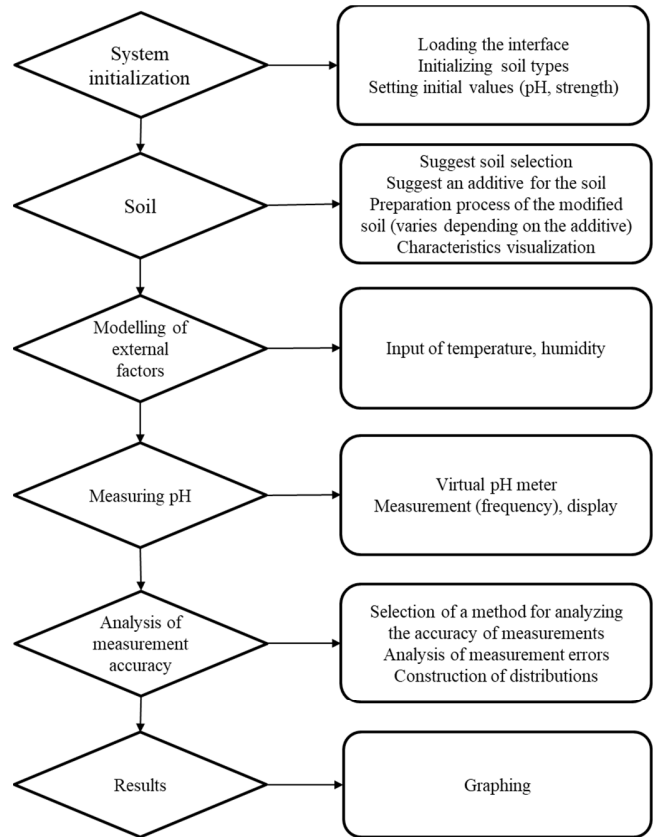 System
initialization
Loading the interface
Initializing soil types
Setting initial values (pH, strength)
Soil
Suggest soil selection
Suggest an additive for the soil
Preparation process of the modified
soil (varies depending on the additive)
Characteristics visualization
Modelling of
external
factors
Input of temperature, humidity
Measuring pH
Virtual pH meter
Measurement (frequency), display
Analysis of
measurement
accuracy
Selection of a method for analyzing
the accuracy of measurements
Analysis of measurement errors
Construction of distributions
Results
Graphing